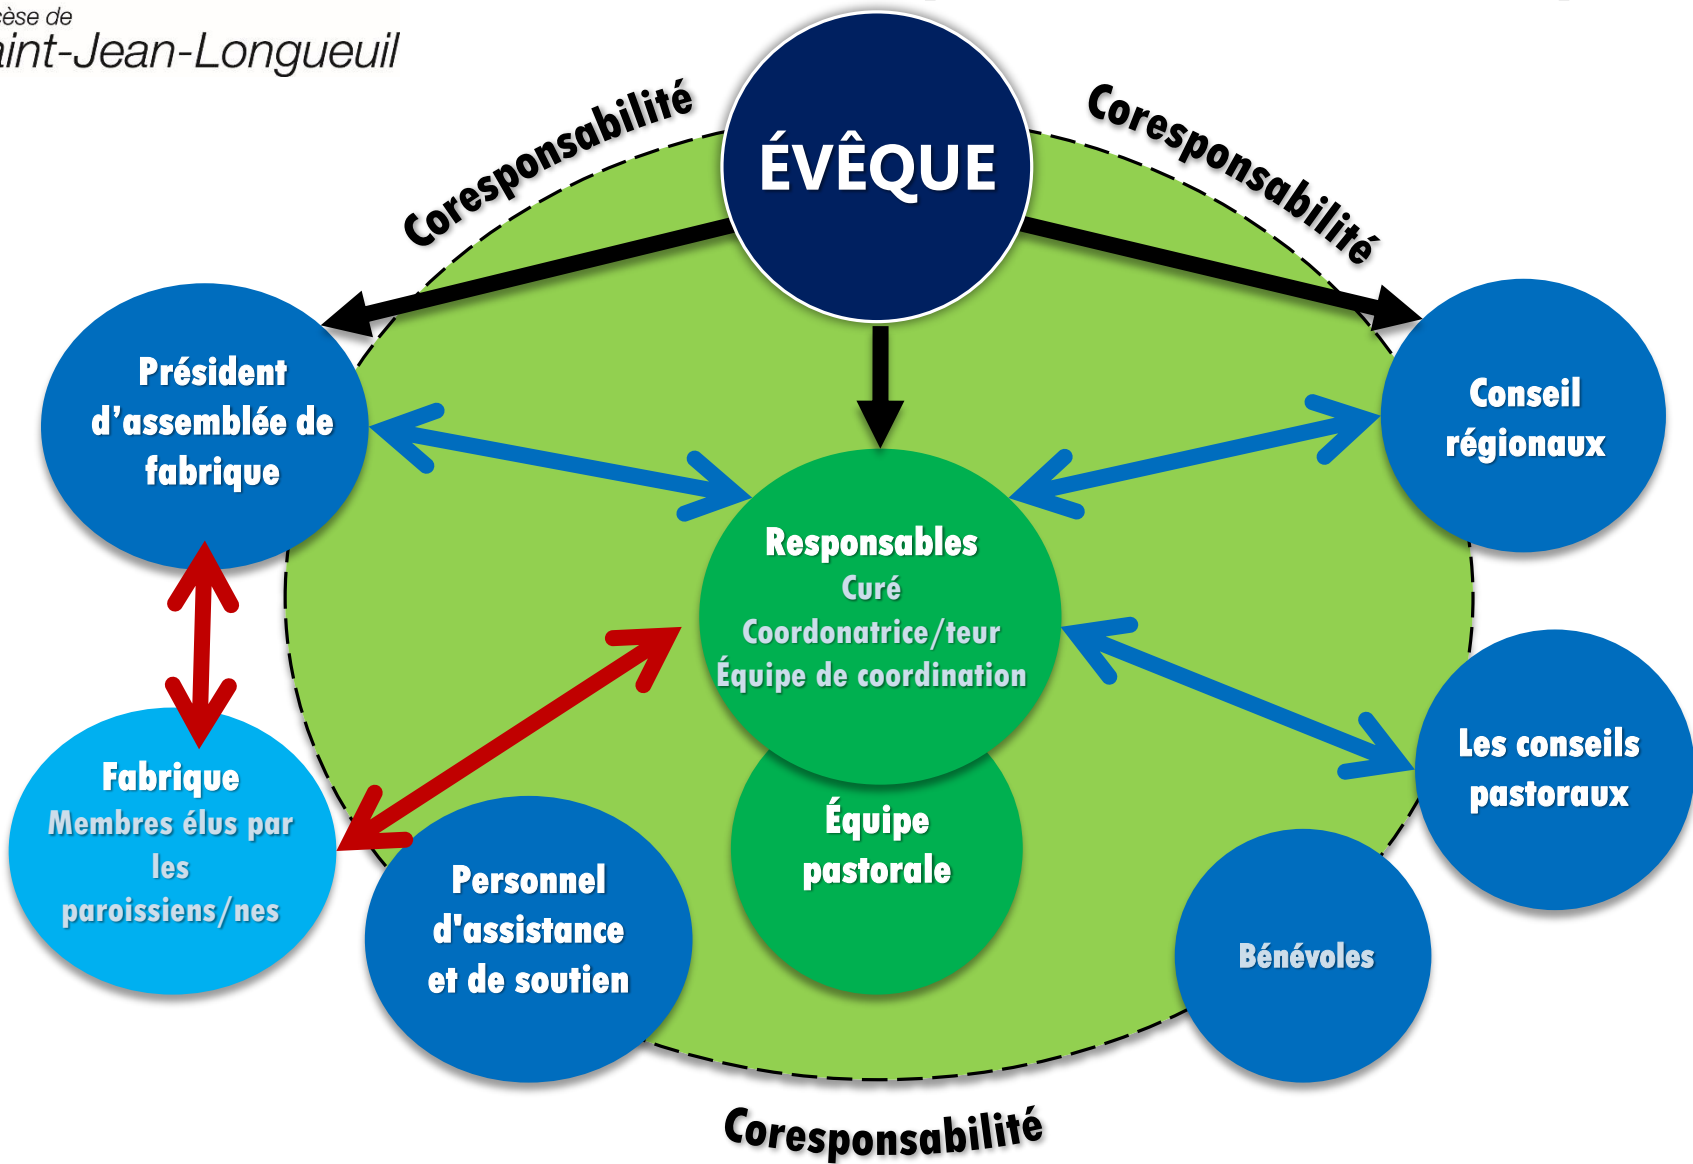 cèse de
aint-Jean-Longueuil
Coresponsabilité
ÉVÊQUE
Coresponsabilité
Président
d’assemblée de
fabrique
Conseil
régionaux
Responsables
Curé
Coordonatrice/teur
Équipe de coordination
Fabrique
Membres élus par
les
paroissiens/nes
Personnel
d'assistance
et de soutien
Équipe
pastorale
Les conseils
pastoraux
Bénévoles
Coresponsabilité